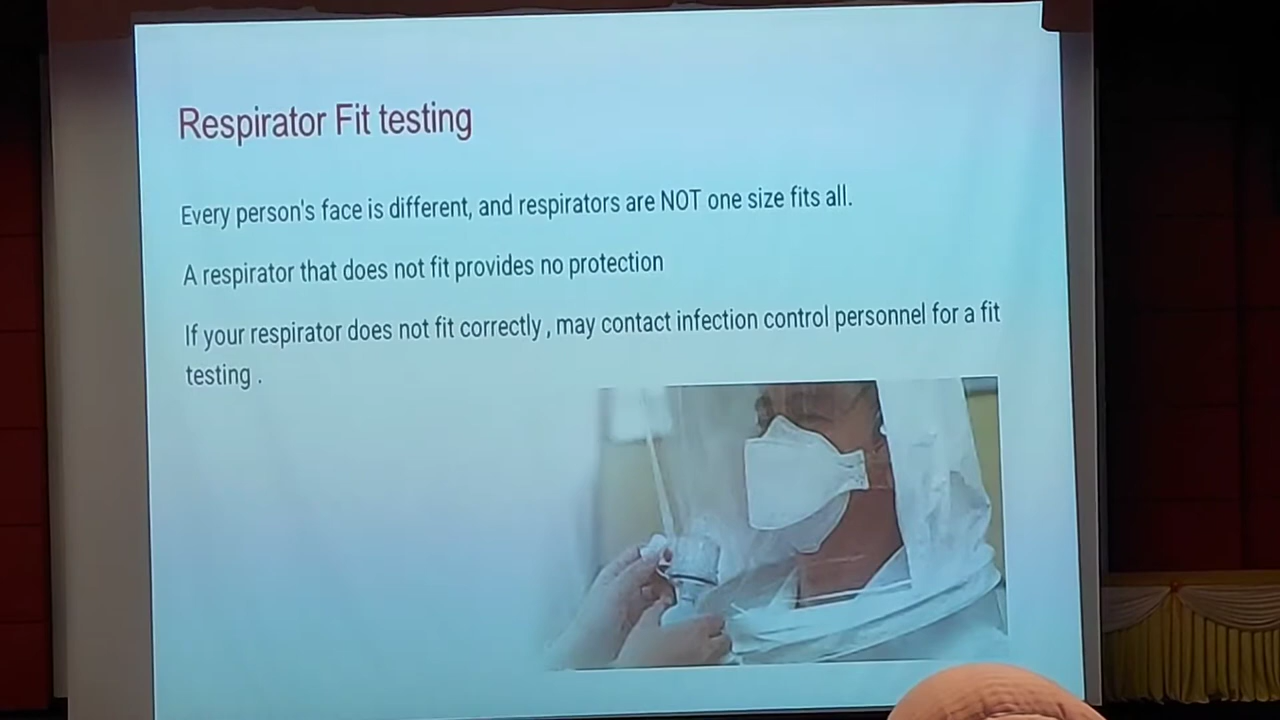 Respirator Fit testing
Every person's face is different, and respirators are NOT one size fits all.
A respirator that does not fit provides no protection
If your respirator does not fit correctly , may contact infection control personnel for a fit
testing .